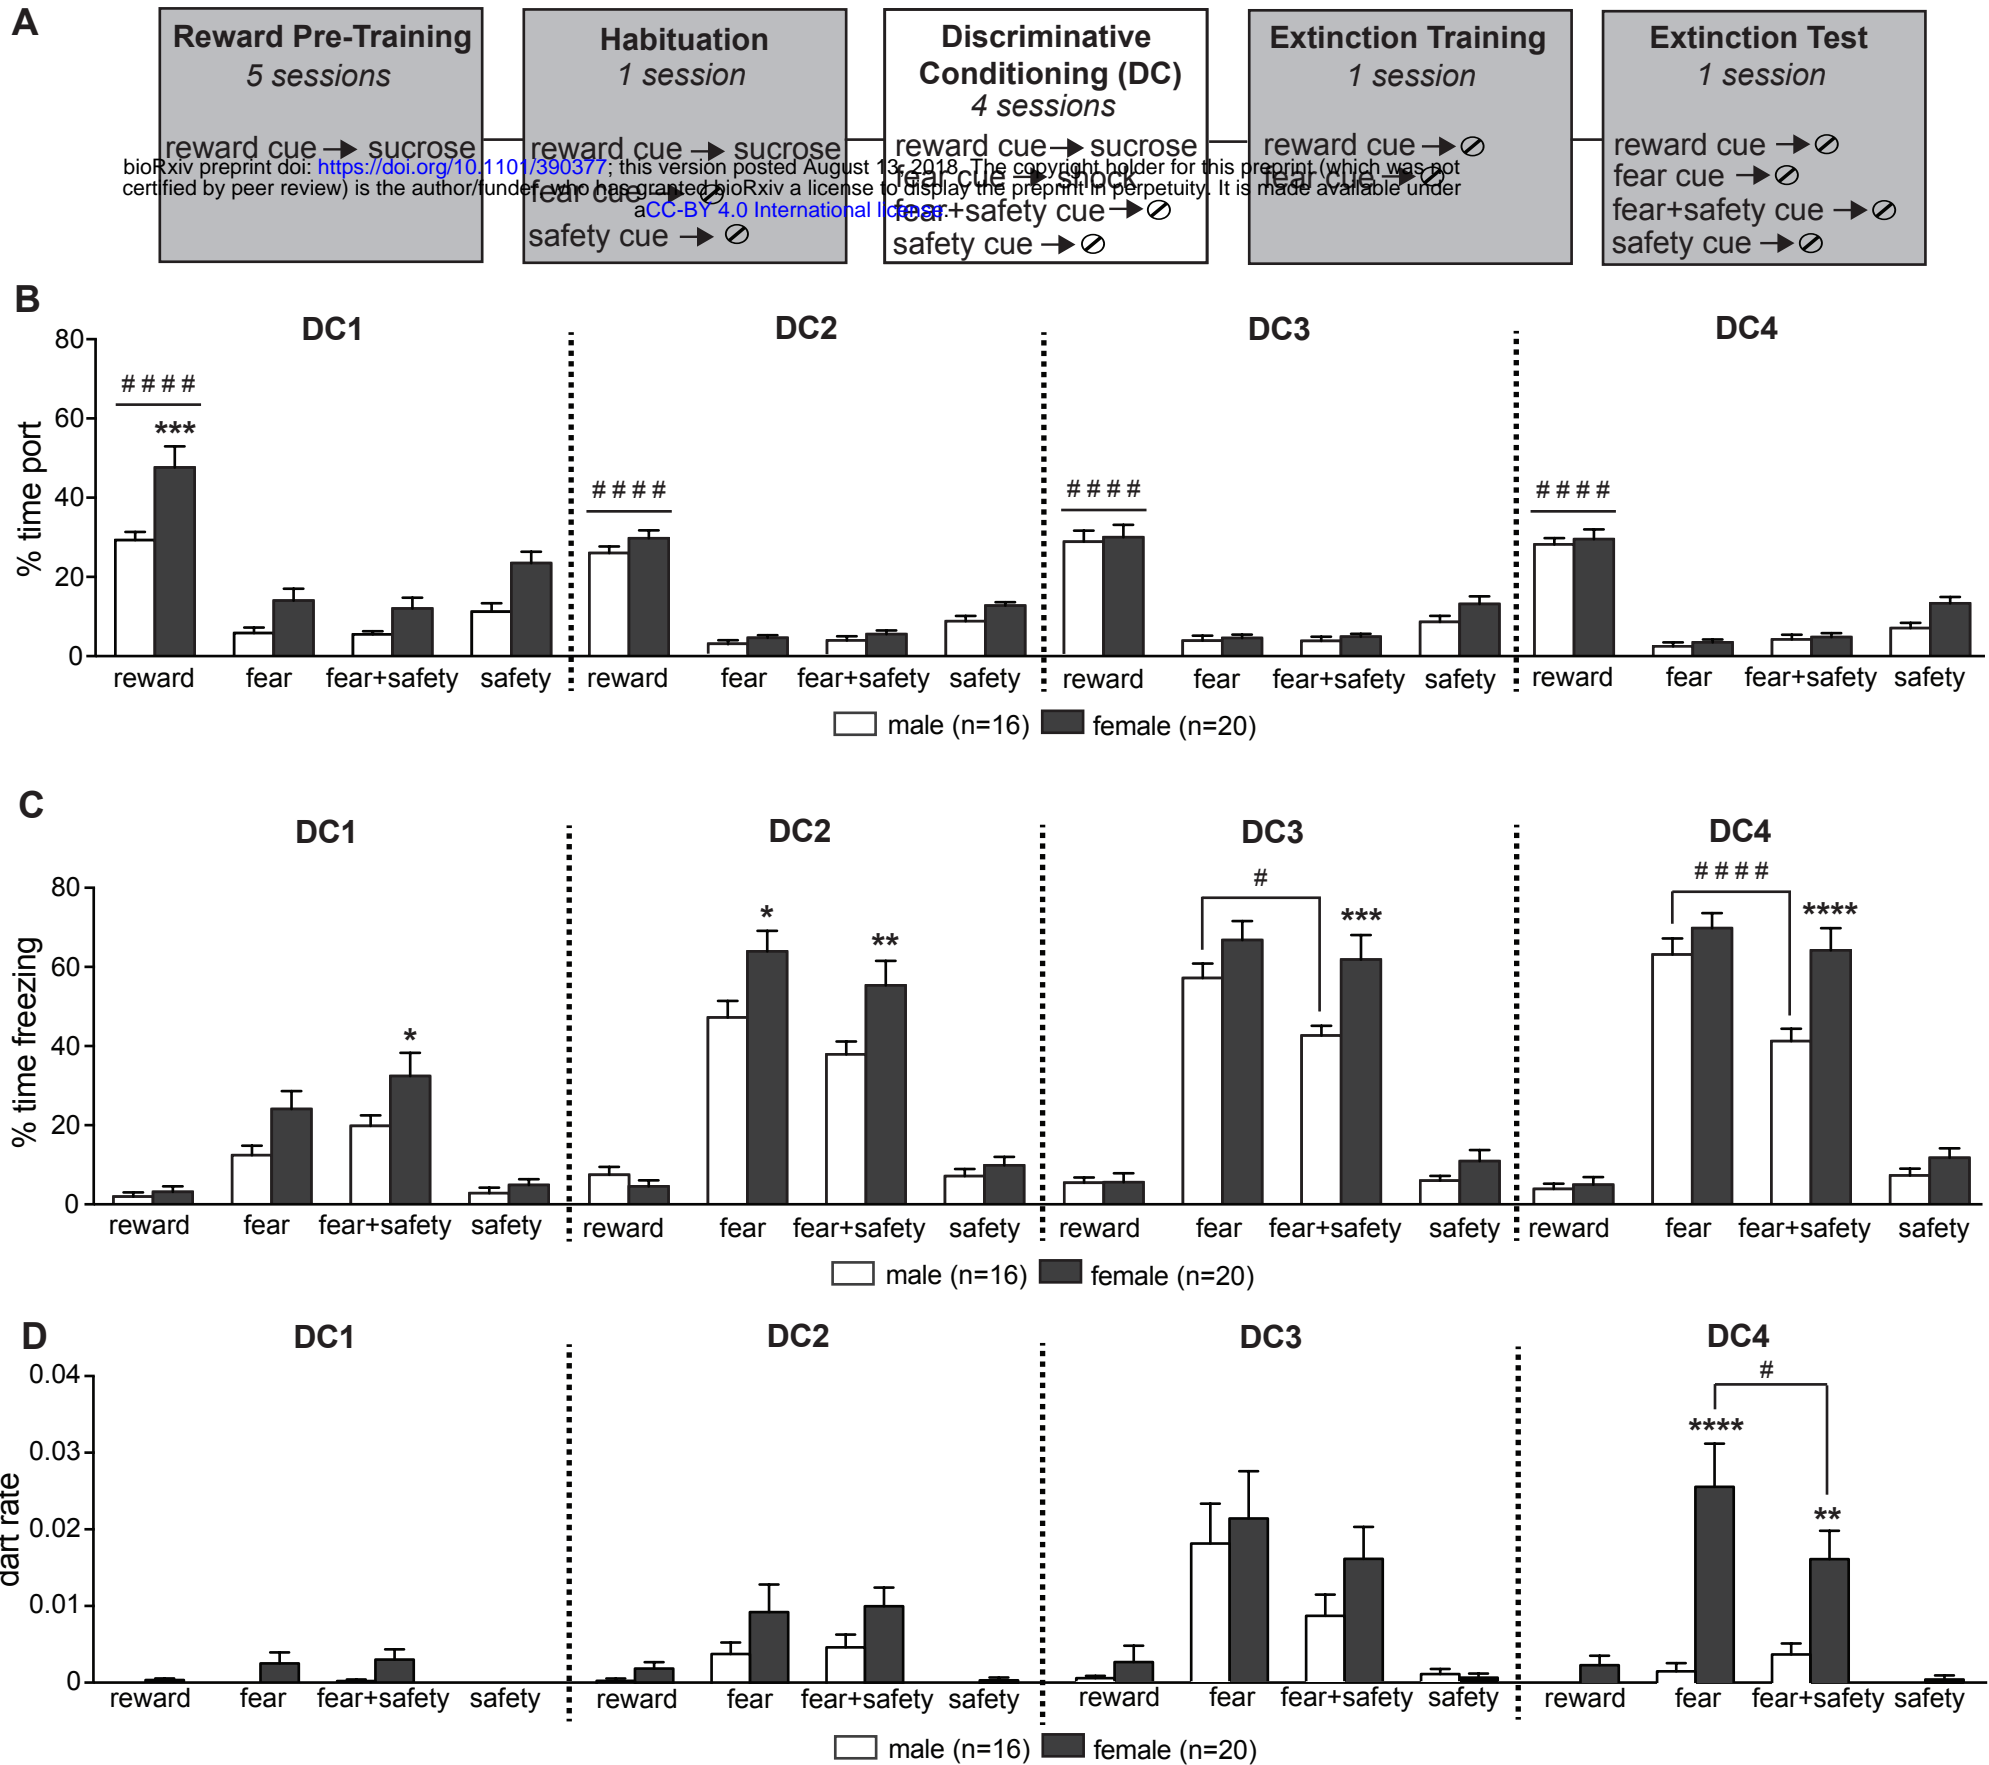 A
Reward Pre-Training
5 sessions
reward cue → sucrose
Habituation
1 session
reward cue → sucrose
fear cue →
safety cue →
Discriminative
Conditioning (DC)
4 sessions
reward cue → sucrose
fear cue → shock
fear+safety cue →
safety cue →
Extinction Training
1 session
reward cue →
fear cue →
Extinction Test
1 session
reward cue →
fear cue →
fear+safety cue →
safety cue →
bioRxiv preprint doi: https://doi.org/10.1101/390377; this version posted August 13, 2018. The copyright holder for this preprint (which was not
certified by peer review) is the author/funder, who has granted bioRxiv a license to display the preprint in perpetuity. It is made available under
aCC-BY 4.0 International license.
B
DC1 DC2 DC3 DC4
% time port
80
60
40
20
0
####
***
####
####
####
reward fear fear+safety safety reward fear fear+safety safety reward fear fear+safety safety reward fear fear+safety safety
male (n=16) female (n=20)
C
DC1 DC2 DC3 DC4
% time freezing
80
60
40
20
0
*
*
**
#
***
####
****
reward fear fear+safety safety reward fear fear+safety safety reward fear fear+safety safety reward fear fear+safety safety
male (n=16) female (n=20)
D
DC1 DC2 DC3 DC4
dart rate
0.04
0.03
0.02
0.01
0
#
****
**
reward fear fear+safety safety reward fear fear+safety safety reward fear fear+safety safety reward fear fear+safety safety
male (n=16) female (n=20)